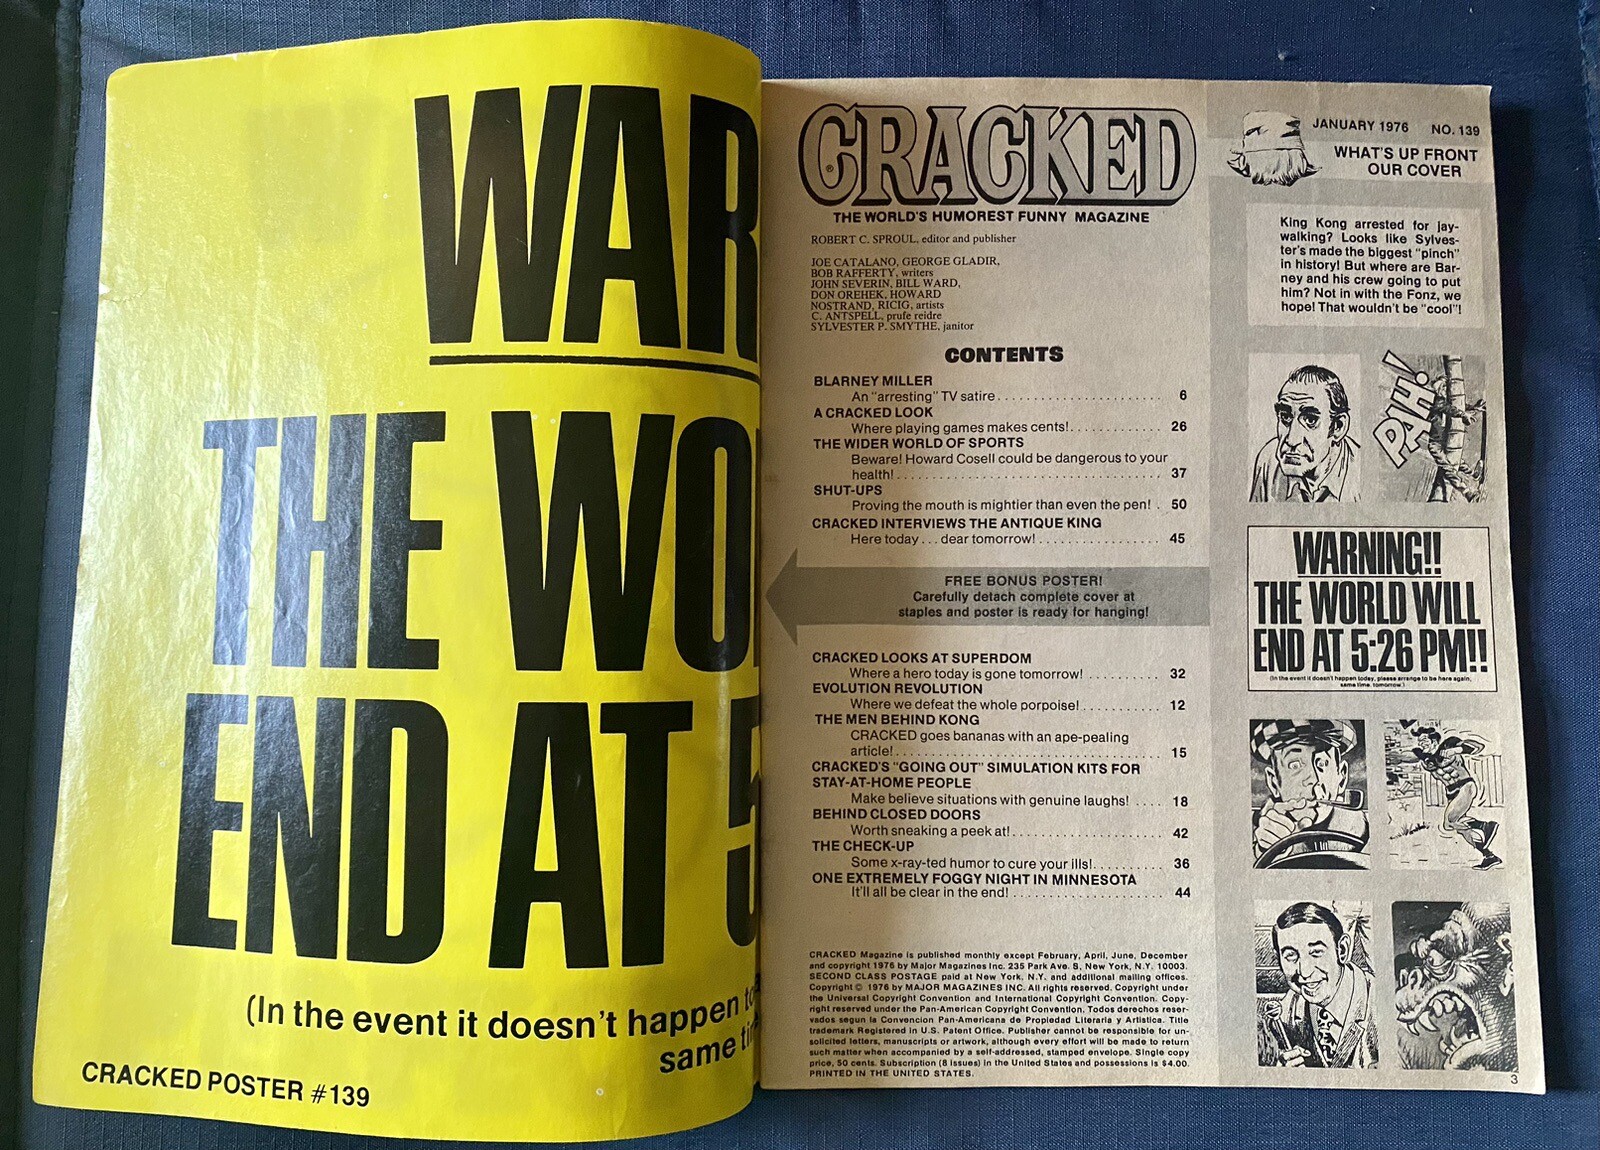 WAR
THE WO
END AT 5
(In the event it doesn't happen
same
CRACKED POSTER #139
CRACKED
®
THE WORLD'S HUMOREST FUNNY MAGAZINE
ROBERT C. SPROUL, editor and publisher
JOE CATALANO, GEORGE GLADIR,
BOB RAFFERTY, writers
JOHN SEVERIN, BILL WARD,
DON OREHEK, HOWARD
NOSTRAND, RICIG, artists
C. ANTSPELL, prufe reidre
SYLVESTER P. SMYTHE, janitor
CONTENTS
BLARNEY MILLER
An "arresting" TV satire . . . . . . . . . . . . . . . . . . . . . . 6
A CRACKED LOOK
Where playing games makes cents! . . . . . . . . . . . . . 26
THE WIDER WORLD OF SPORTS
Beware! Howard Cosell could be dangerous to your
health! . . . . . . . . . . . . . . . . . . . . . . . . . . . . . . . . . 37
SHUT-UPS
Proving the mouth is mightier than even the pen! . 50
CRACKED INTERVIEWS THE ANTIQUE KING
Here today . . . dear tomorrow! . . . . . . . . . . . . . . . . . 45
FREE BONUS POSTER!
Carefully detach complete cover at
staples and poster is ready for hanging!
CRACKED LOOKS AT SUPERDOM
Where a hero today is gone tomorrow! . . . . . . . . . . 32
EVOLUTION REVOLUTION
Where we defeat the whole porpoise! . . . . . . . . . . . 12
THE MEN BEHIND KONG
CRACKED goes bananas with an ape-pealing
article! . . . . . . . . . . . . . . . . . . . . . . . . . . . . . . . . . 15
CRACKED'S "GOING OUT" SIMULATION KITS FOR
STAY-AT-HOME PEOPLE
Make believe situations with genuine laughs! . . . . 18
BEHIND CLOSED DOORS
Worth sneaking a peek at! . . . . . . . . . . . . . . . . . . . . 42
THE CHECK-UP
Some x-ray-ted humor to cure your ills! . . . . . . . . . 36
ONE EXTREMELY FOGGY NIGHT IN MINNESOTA
It'll all be clear in the end! . . . . . . . . . . . . . . . . . . . . 44
CRACKED Magazine is published monthly except February, April, June, December
and copyright 1976 by Major Magazines Inc. 235 Park Ave. S, New York, N.Y. 10003.
SECOND CLASS POSTAGE paid at New York, N.Y. and additional mailing offices.
Copyright © 1976 by MAJOR MAGAZINES INC. All rights reserved. Copyright under
the Universal Copyright Convention and International Copyright Convention. Copy-
right reserved under the Pan-American Copyright Convention. Todos derechos reser-
vados segun la Convencion Pan-Americana de Propiedad Literaria y Artistica. Title
trademark Registered in U.S. Patent Office. Publisher cannot be responsible for un-
solicited letters, manuscripts or artwork, although every effort will be made to return
such matter when accompanied by a self-addressed, stamped envelope. Single copy
price, 50 cents. Subscription (8 issues) in the United States and possessions is $4.00.
PRINTED IN THE UNITED STATES.
JANUARY 1976 NO. 139
WHAT'S UP FRONT
OUR COVER
King Kong arrested for jay-
walking? Looks like Sylves-
ter's made the biggest "pinch"
in history! But where are Bar-
ney and his crew going to put
him? Not in with the Fonz, we
hope! That wouldn't be "cool"!
PAH!
WARNING!!
THE WORLD WILL
END AT 5:26 PM!!
(In the event it doesn't happen today, please arrange to be here again,
same time, tomorrow.)
3